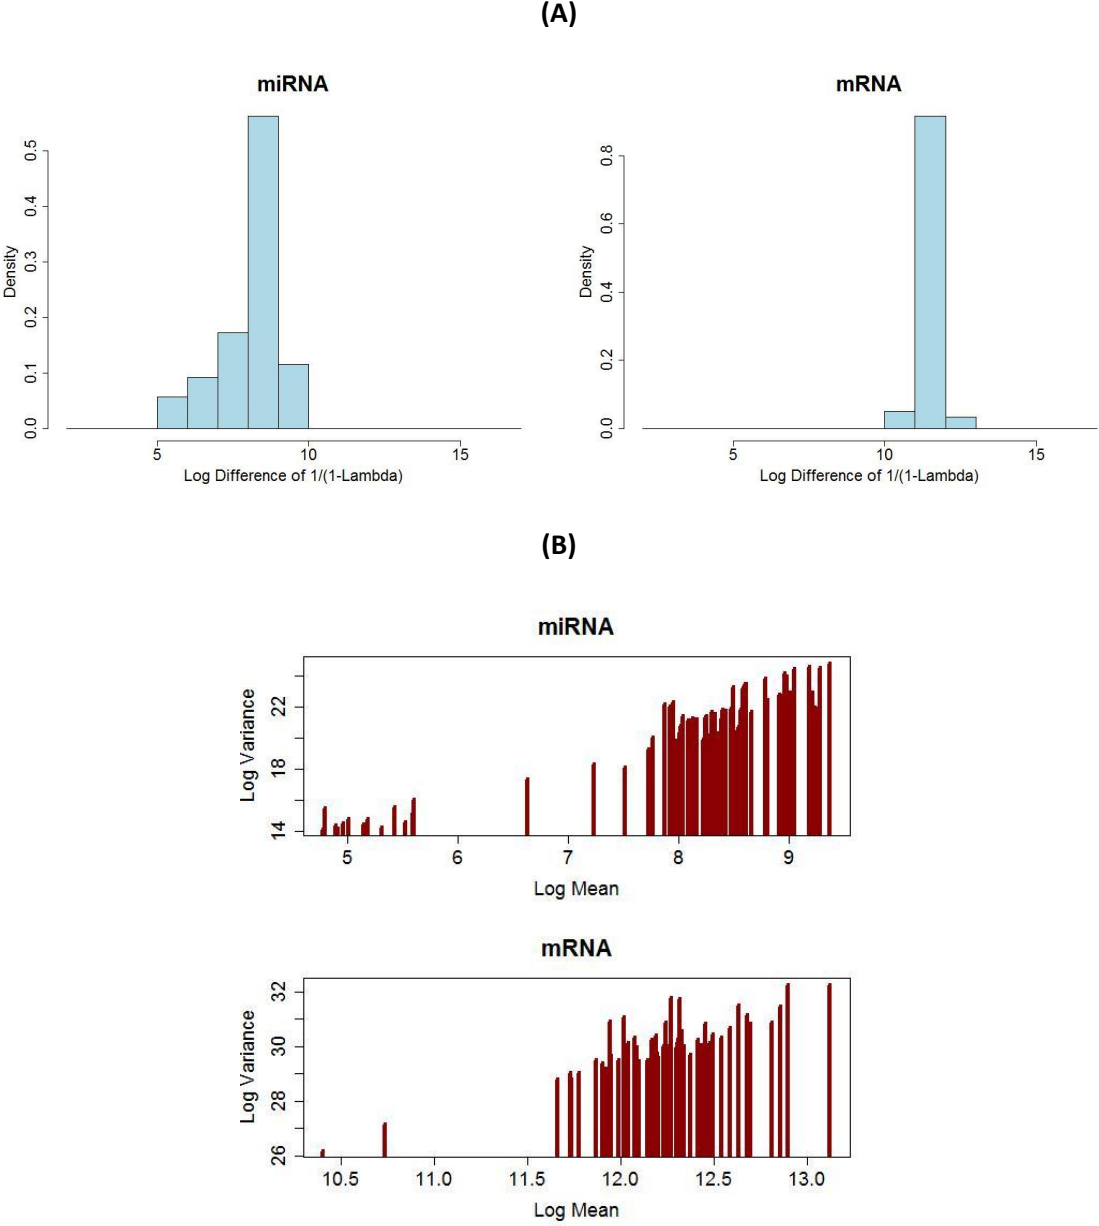 (A)
miRNA
mRNA
Density
0.0 0.1 0.2 0.3 0.4 0.5
5 10 15
Log Difference of 1/(1-Lambda)
Density
0.0 0.2 0.4 0.6 0.8
5 10 15
Log Difference of 1/(1-Lambda)
(B)
miRNA
Log Variance
14 18 22
5 6 7 8 9
Log Mean
mRNA
Log Variance
26 28 30 32
10.5 11.0 11.5 12.0 12.5 13.0
Log Mean